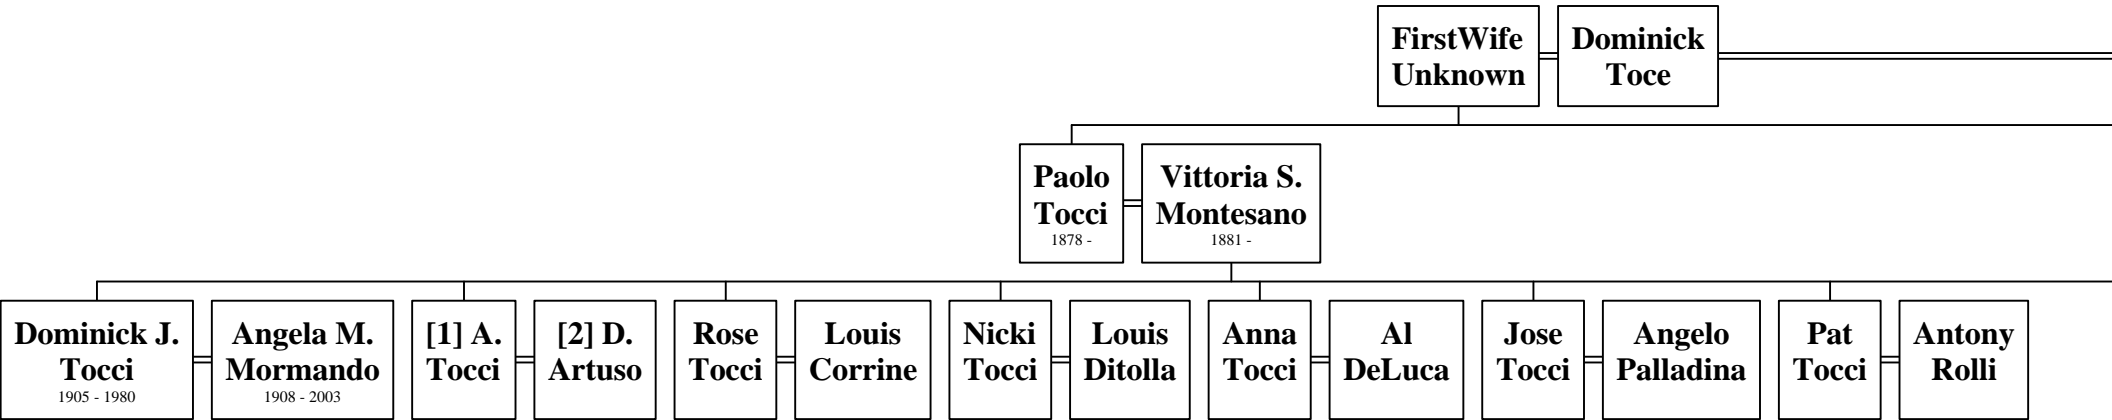 FirstWife
Unknown
Dominick
Toce
Paolo
Tocci
1878 -
Vittoria S.
Montesano
1881 -
Dominick J.
Tocci
1905 - 1980
Angela M.
Mormando
1908 - 2003
[1] A.
Tocci
[2] D.
Artuso
Rose
Tocci
Louis
Corrine
Nicki
Tocci
Louis
Ditolla
Anna
Tocci
Al
DeLuca
Jose
Tocci
Angelo
Palladina
Pat
Tocci
Antony
Rolli